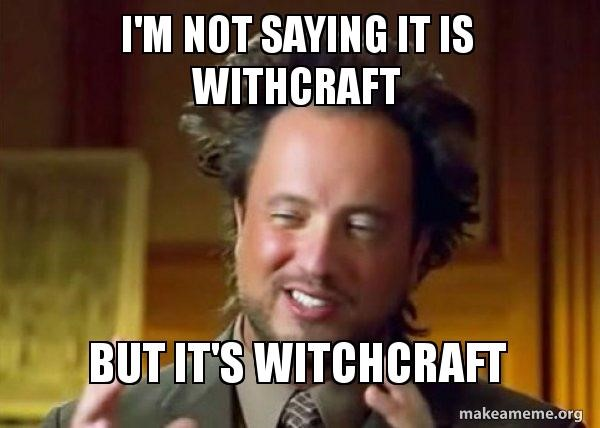 I'M NOT SAYING IT IS
WITHCRAFT
BUT IT'S WITCHCRAFT
makeameme.org